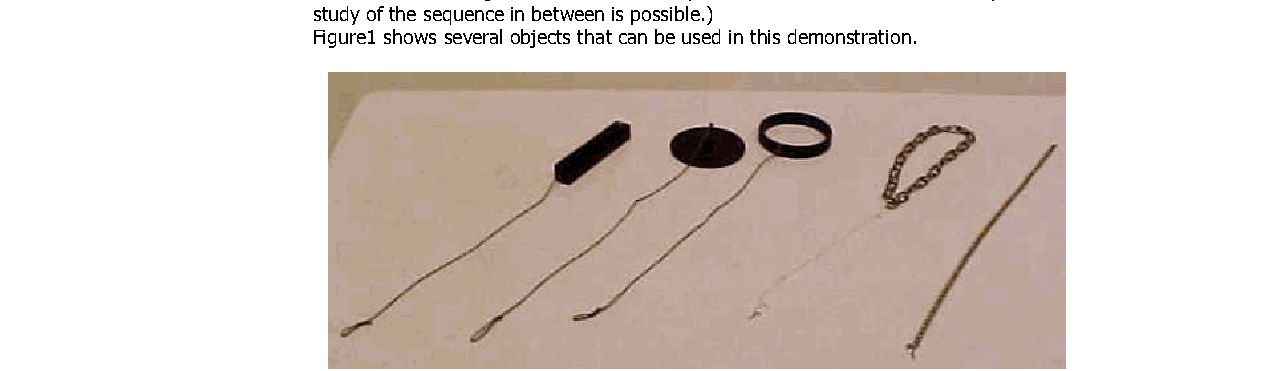 study of the sequence in between is possible.)
Figure1 shows several objects that can be used in this demonstration.